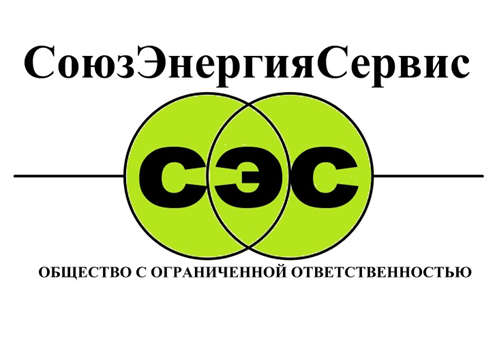 СоюзЭнергияСервис
СЭС
ОБЩЕСТВО С ОГРАНИЧЕННОЙ ОТВЕТСТВЕННОСТЬЮ